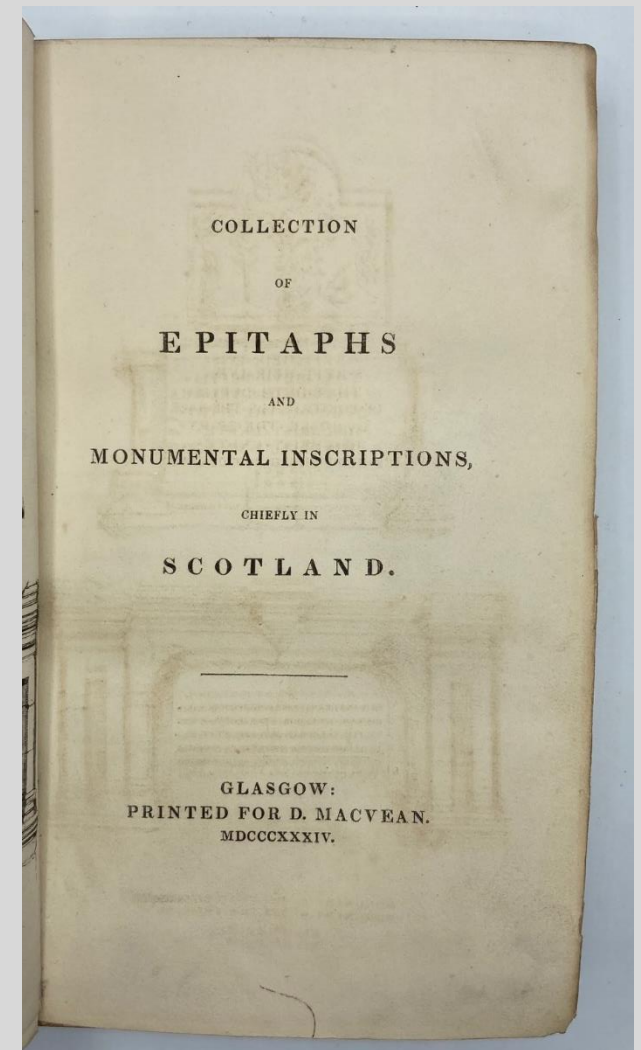 COLLECTION
OF
EPITAPHS
AND
MONUMENTAL INSCRIPTIONS,
CHIEFLY IN
SCOTLAND.
GLASGOW:
PRINTED FOR D. MACVEAN.
MDCCCXXXIV.